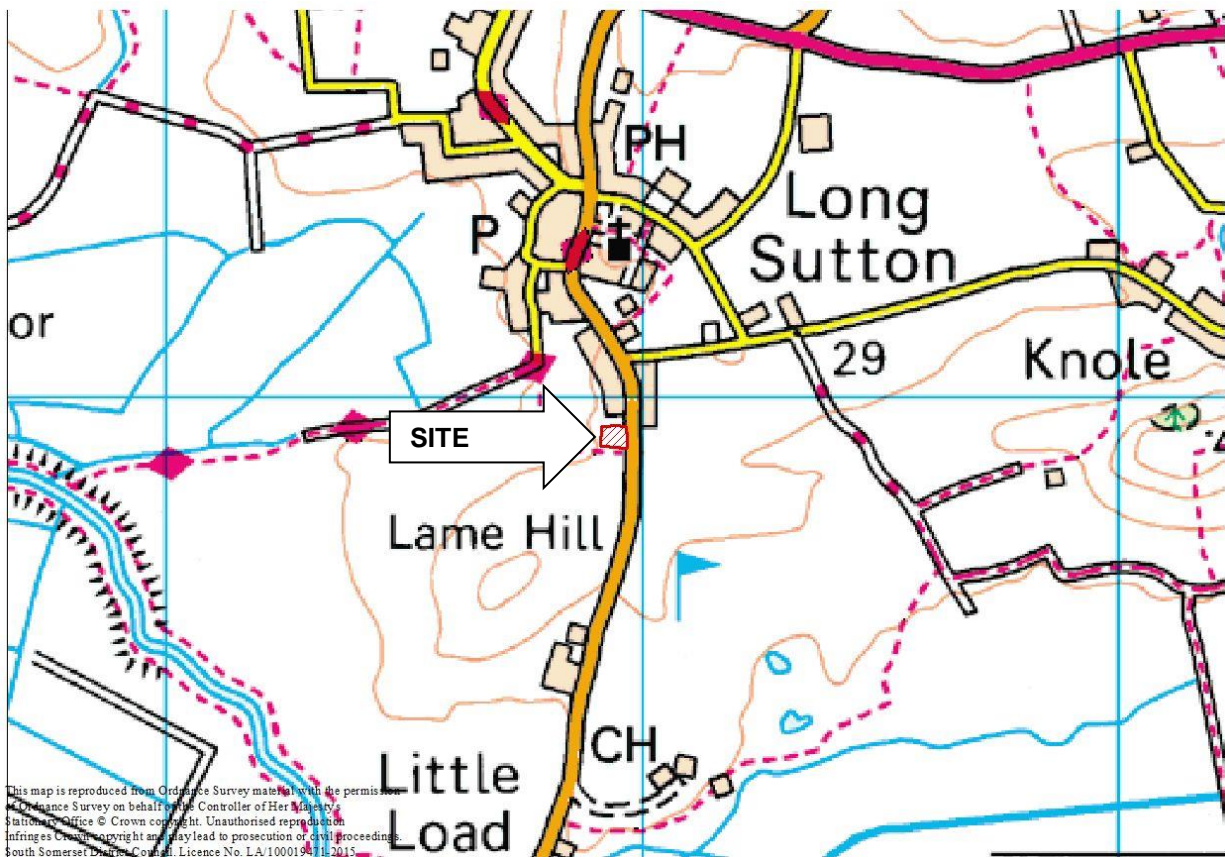 PH
Long
Sutton
P
or
29
Knole
SITE
Lame Hill
CH
Little
Load
This map is reproduced from Ordnance Survey material with the permission
of Ordnance Survey on behalf of the Controller of Her Majesty's
Stationery Office © Crown copyright. Unauthorised reproduction
infringes Crown copyright and may lead to prosecution or civil proceedings.
South Somerset District Council. Licence No. LA/100019471-2015